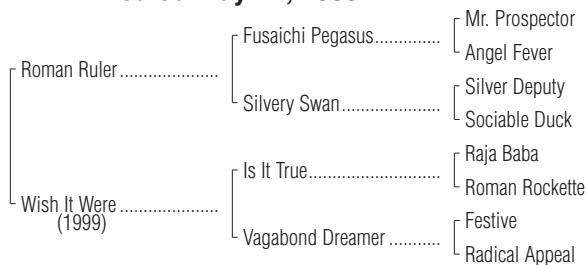 Mr. Prospector
Fusaichi Pegasus
Angel Fever
Roman Ruler
Silver Deputy
Silvery Swan
Sociable Duck
Raja Baba
Is It True
Roman Rockette
Wish It Were
(1999)
Festive
Vagabond Dreamer
Radical Appeal